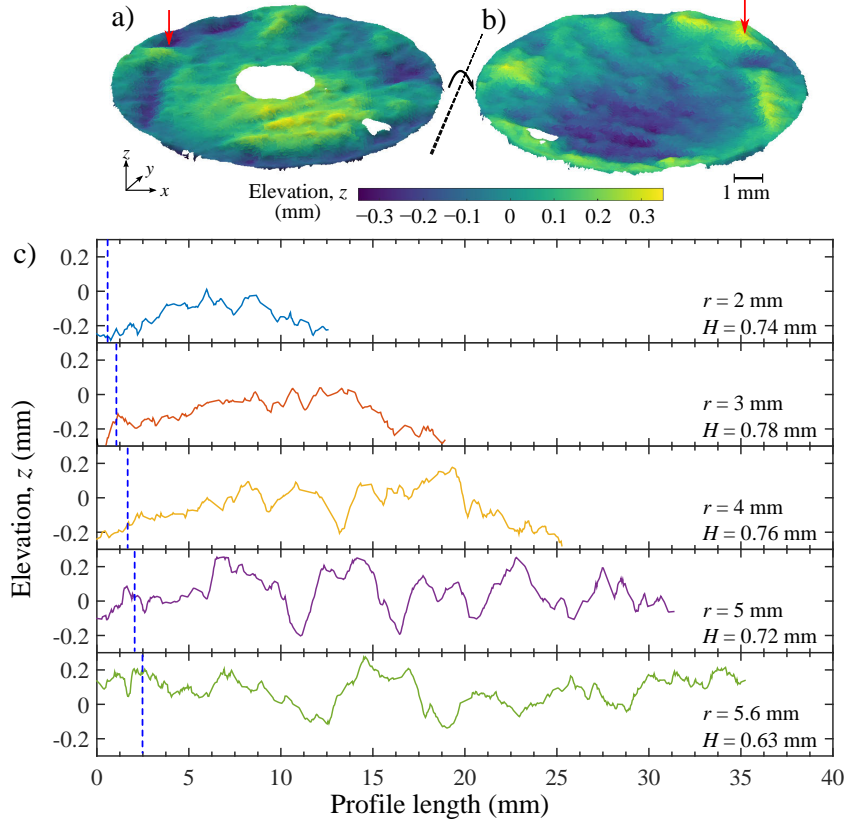 a)
b)
z
y
x
1 mm
Elevation, z
(mm)
−0.3 −0.2 −0.1 0 0.1 0.2 0.3
c)
0.2
0
-0.2
r = 2 mm
H = 0.74 mm
0.2
0
-0.2
r = 3 mm
H = 0.78 mm
0.2
0
-0.2
r = 4 mm
H = 0.76 mm
0.2
0
-0.2
r = 5 mm
H = 0.72 mm
0.2
0
-0.2
r = 5.6 mm
H = 0.63 mm
Elevation, z (mm)
0 5 10 15 20 25 30 35 40
Profile length (mm)